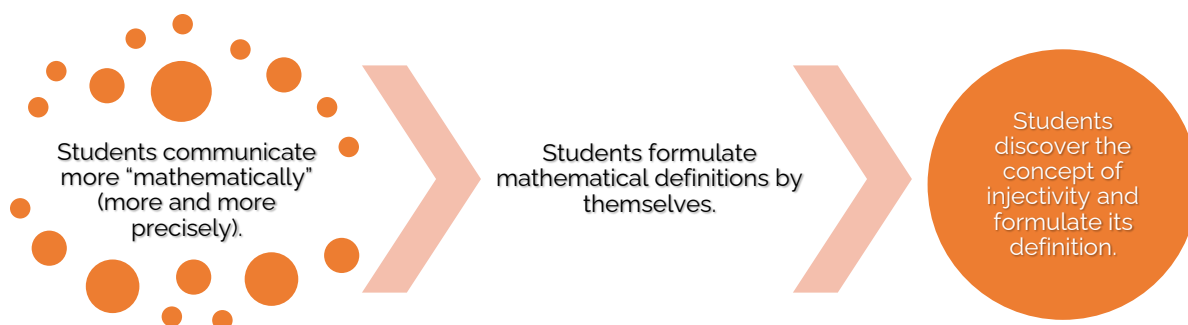 Students communicate
more “mathematically”
(more and more
precisely).
Students formulate
mathematical definitions by
themselves.
Students
discover the
concept of
injectivity and
formulate its
definition.